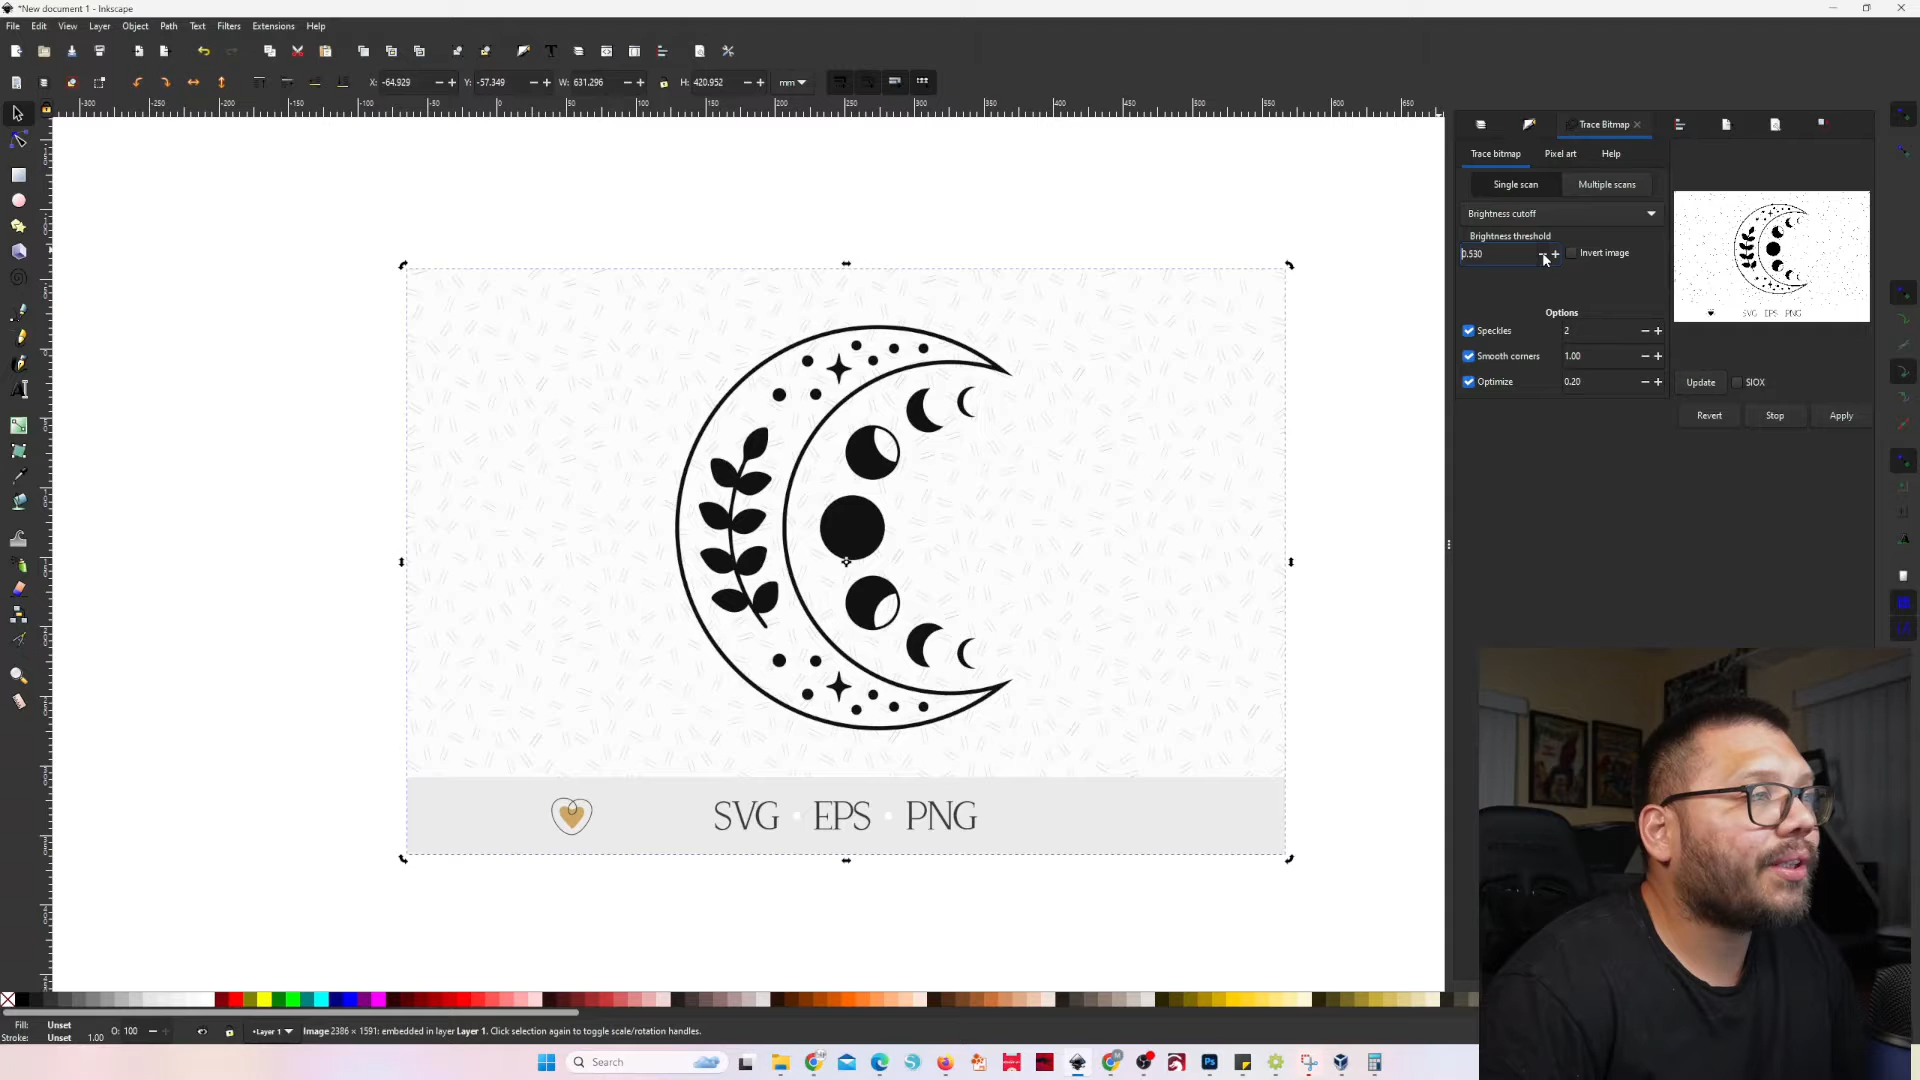 *New document 1 - Inkscape
File Edit View Layer Object Path Text Filters Extensions Help
X: -64.929 Y: -57.349 W: 631.296 H: 420.952 mm
Trace Bitmap
Trace bitmap Pixel art Help
Single scan Multiple scans
Brightness cutoff
Brightness threshold
0.530 Invert image
Options
Speckles 2
Smooth corners 1.00
Optimize 0.20
Update SIOX
Revert Stop Apply
SVG EPS PNG
SVG • EPS • PNG
Fill: Unset
Stroke: Unset 1.00
O: 100
•Layer 1 Image 2386 × 1591: embedded in layer Layer 1. Click selection again to toggle scale/rotation handles.
Search